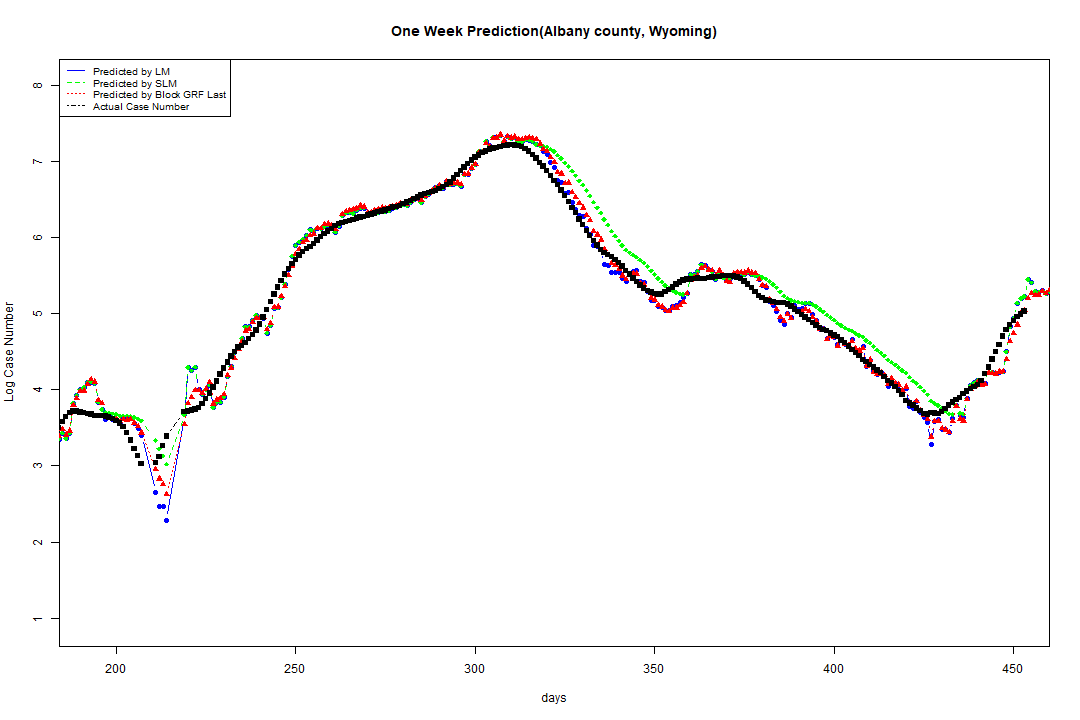 One Week Prediction(Albany county, Wyoming)
Predicted by LM
Predicted by SLM
Predicted by Block GRF Last
Actual Case Number
8
7
6
5
4
3
2
1
Log Case Number
200 250 300 350 400 450
days